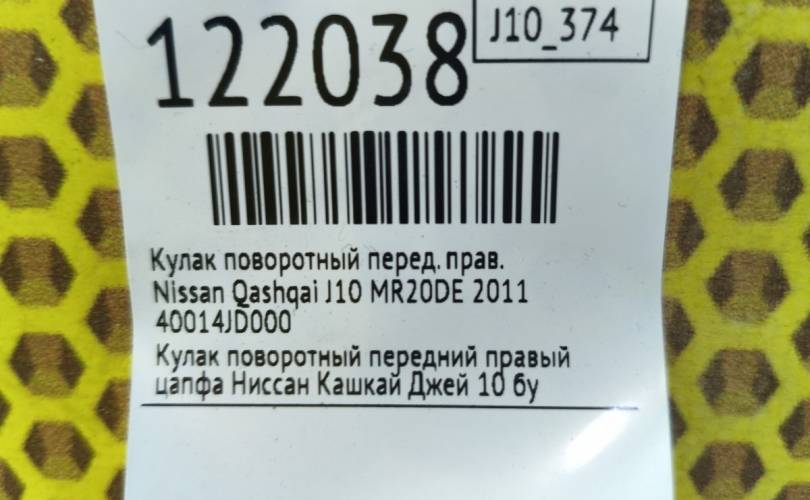 122038
J10_374
Кулак поворотный перед. прав.
Nissan Qashqai J10 MR20DE 2011
40014JD000
Кулак поворотный передний правый
цапфа Ниссан Кашкай Джей 10 бу